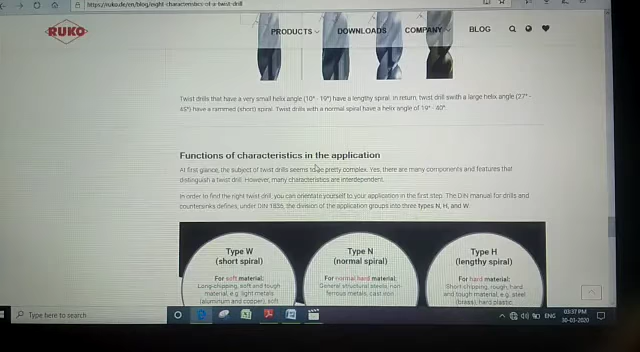 https://ruko.de/en/blog/eight-characteristics-of-a-twist-drill
RUKO
PRODUCTS DOWNLOADS COMPANY BLOG
Twist drills that have a very small helix angle (10° - 19°) have a lengthy spiral. In return, twist drill swith a large helix angle (27° -
45°) have a rammed (short) spiral. Twist drills with a normal spiral have a helix angle of 19° - 40°.
Functions of characteristics in the application
At first glance, the subject of twist drills seems to be pretty complex. Yes, there are many components and features that
distinguish a twist drill. However, many characteristics are interdependent.
In order to find the right twist drill, you can orientate yourself to your application in the first step. The DIN manual for drills and
countersinks defines, under DIN 1836, the division of the application groups into three types N, H, and W.
Type W
(short spiral)
For soft material:
Long-chipping, soft and tough
material, e.g. light metals
(aluminum and copper), soft
Type N
(normal spiral)
For normal hard material:
General structural steels, non-
ferrous metals, cast iron
Type H
(lengthy spiral)
For hard material:
Short-chipping, rough, hard
and tough material, e.g. steel
(brass), hard plastic
Type here to search
ENG
03:37 PM
30-03-2020